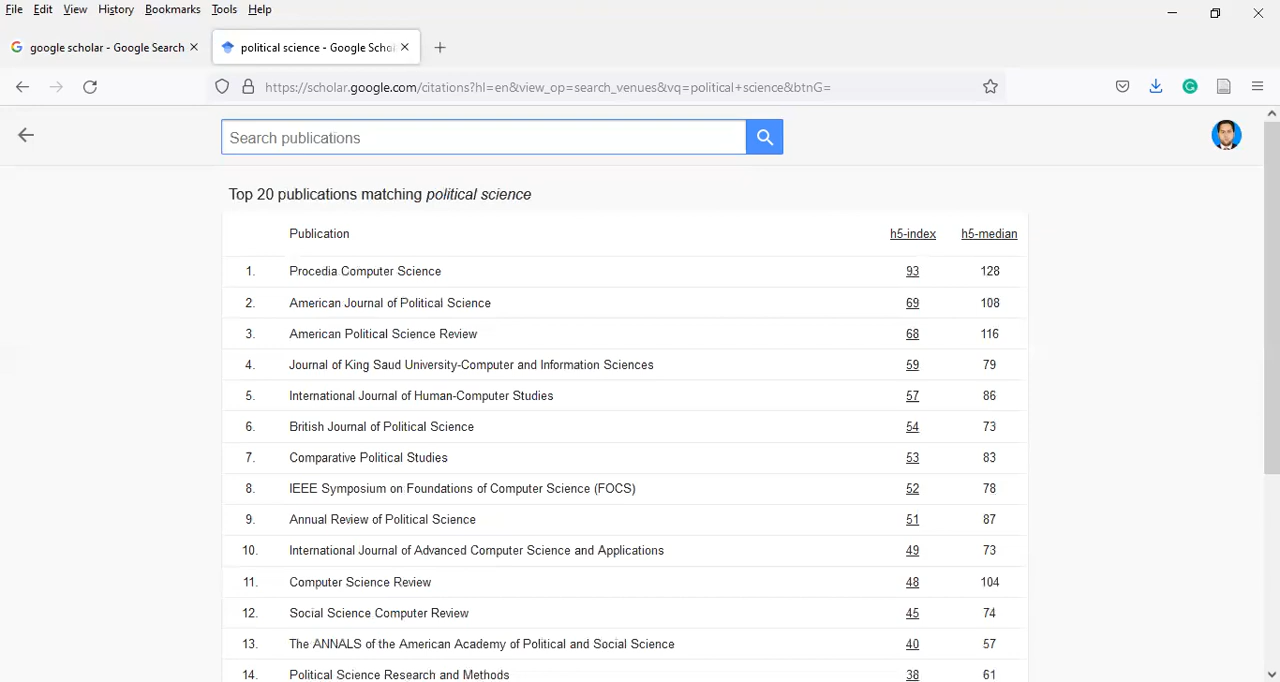 File Edit View History Bookmarks Tools Help
google scholar - Google Search
political science - Google Scho
https://scholar.google.com/citations?hl=en&view_op=search_venues&vq=political+science&btnG=
Search publications
Top 20 publications matching political science
Publication h5-index h5-median
1. Procedia Computer Science 93 128
2. American Journal of Political Science 69 108
3. American Political Science Review 68 116
4. Journal of King Saud University-Computer and Information Sciences 59 79
5. International Journal of Human-Computer Studies 57 86
6. British Journal of Political Science 54 73
7. Comparative Political Studies 53 83
8. IEEE Symposium on Foundations of Computer Science (FOCS) 52 78
9. Annual Review of Political Science 51 87
10. International Journal of Advanced Computer Science and Applications 49 73
11. Computer Science Review 48 104
12. Social Science Computer Review 45 74
13. The ANNALS of the American Academy of Political and Social Science 40 57
14. Political Science Research and Methods 38 61